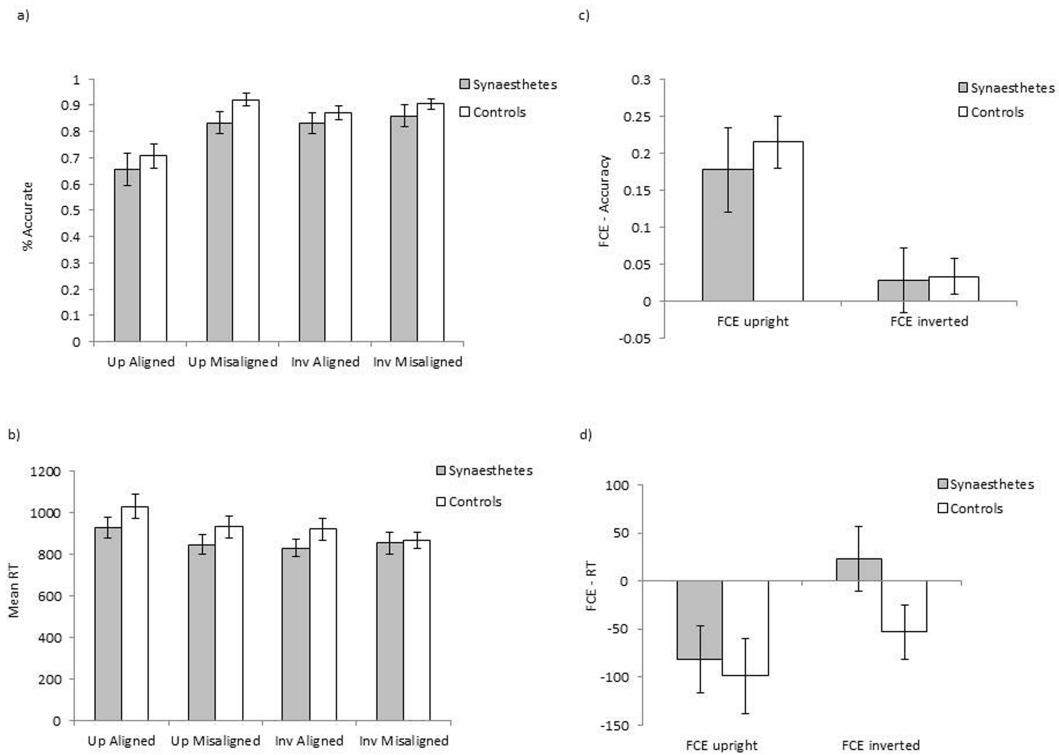 a)
Synaesthetes
Controls
% Accurate
1
0.9
0.8
0.7
0.6
0.5
0.4
0.3
0.2
0.1
0
Up Aligned Up Misaligned Inv Aligned Inv Misaligned
c)
Synaesthetes
Controls
FCE - Accuracy
0.3
0.25
0.2
0.15
0.1
0.05
0
-0.05
FCE upright FCE inverted
b)
Synaesthetes
Controls
Mean RT
1200
1000
800
600
400
200
0
Up Aligned Up Misaligned Inv Aligned Inv Misaligned
d)
Synaesthetes
Controls
FCE - RT
100
50
0
-50
-100
-150
FCE upright FCE inverted